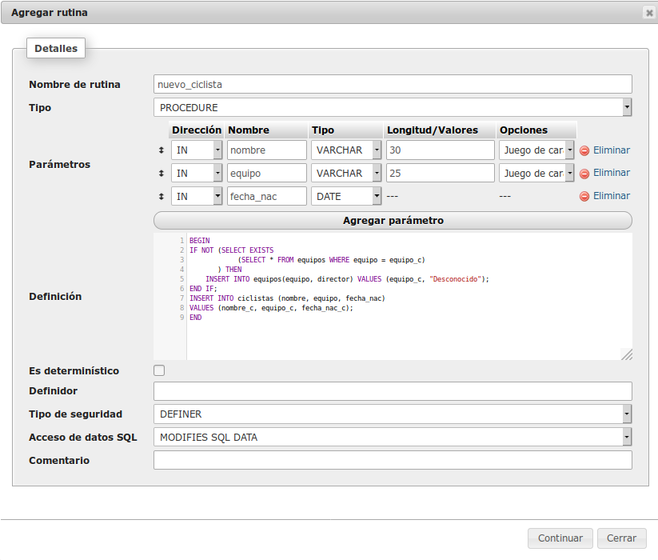 Agregar rutina
Detalles
Nombre de rutina nuevo_ciclista
Tipo PROCEDURE
Dirección Nombre Tipo Longitud/Valores Opciones
IN nombre VARCHAR 30 Juego de car Eliminar
Parámetros
IN equipo VARCHAR 25 Juego de car Eliminar
IN fecha_nac DATE --- --- Eliminar
Agregar parámetro
Definición
1 BEGIN
2 IF NOT (SELECT EXISTS
3 (SELECT * FROM equipos WHERE equipo = equipo_c)
4 ) THEN
5 INSERT INTO equipos(equipo, director) VALUES (equipo_c, "Desconocido");
6 END IF;
7 INSERT INTO ciclistas (nombre, equipo, fecha_nac)
8 VALUES (nombre_c, equipo_c, fecha_nac_c);
9 END
Es determinístico
Definidor
Tipo de seguridad DEFINER
Acceso de datos SQL MODIFIES SQL DATA
Comentario
Continuar Cerrar